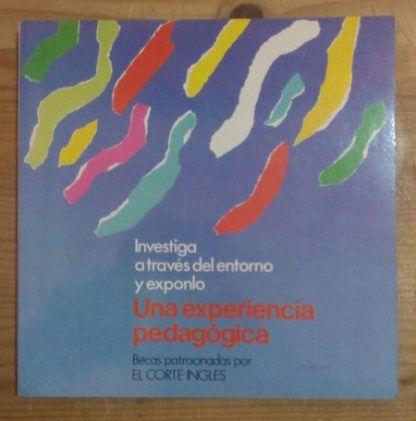 Investiga
a través del entorno
y exponlo
Una experiencia
pedagógica
Becas patrocinadas por
EL CORTE INGLES